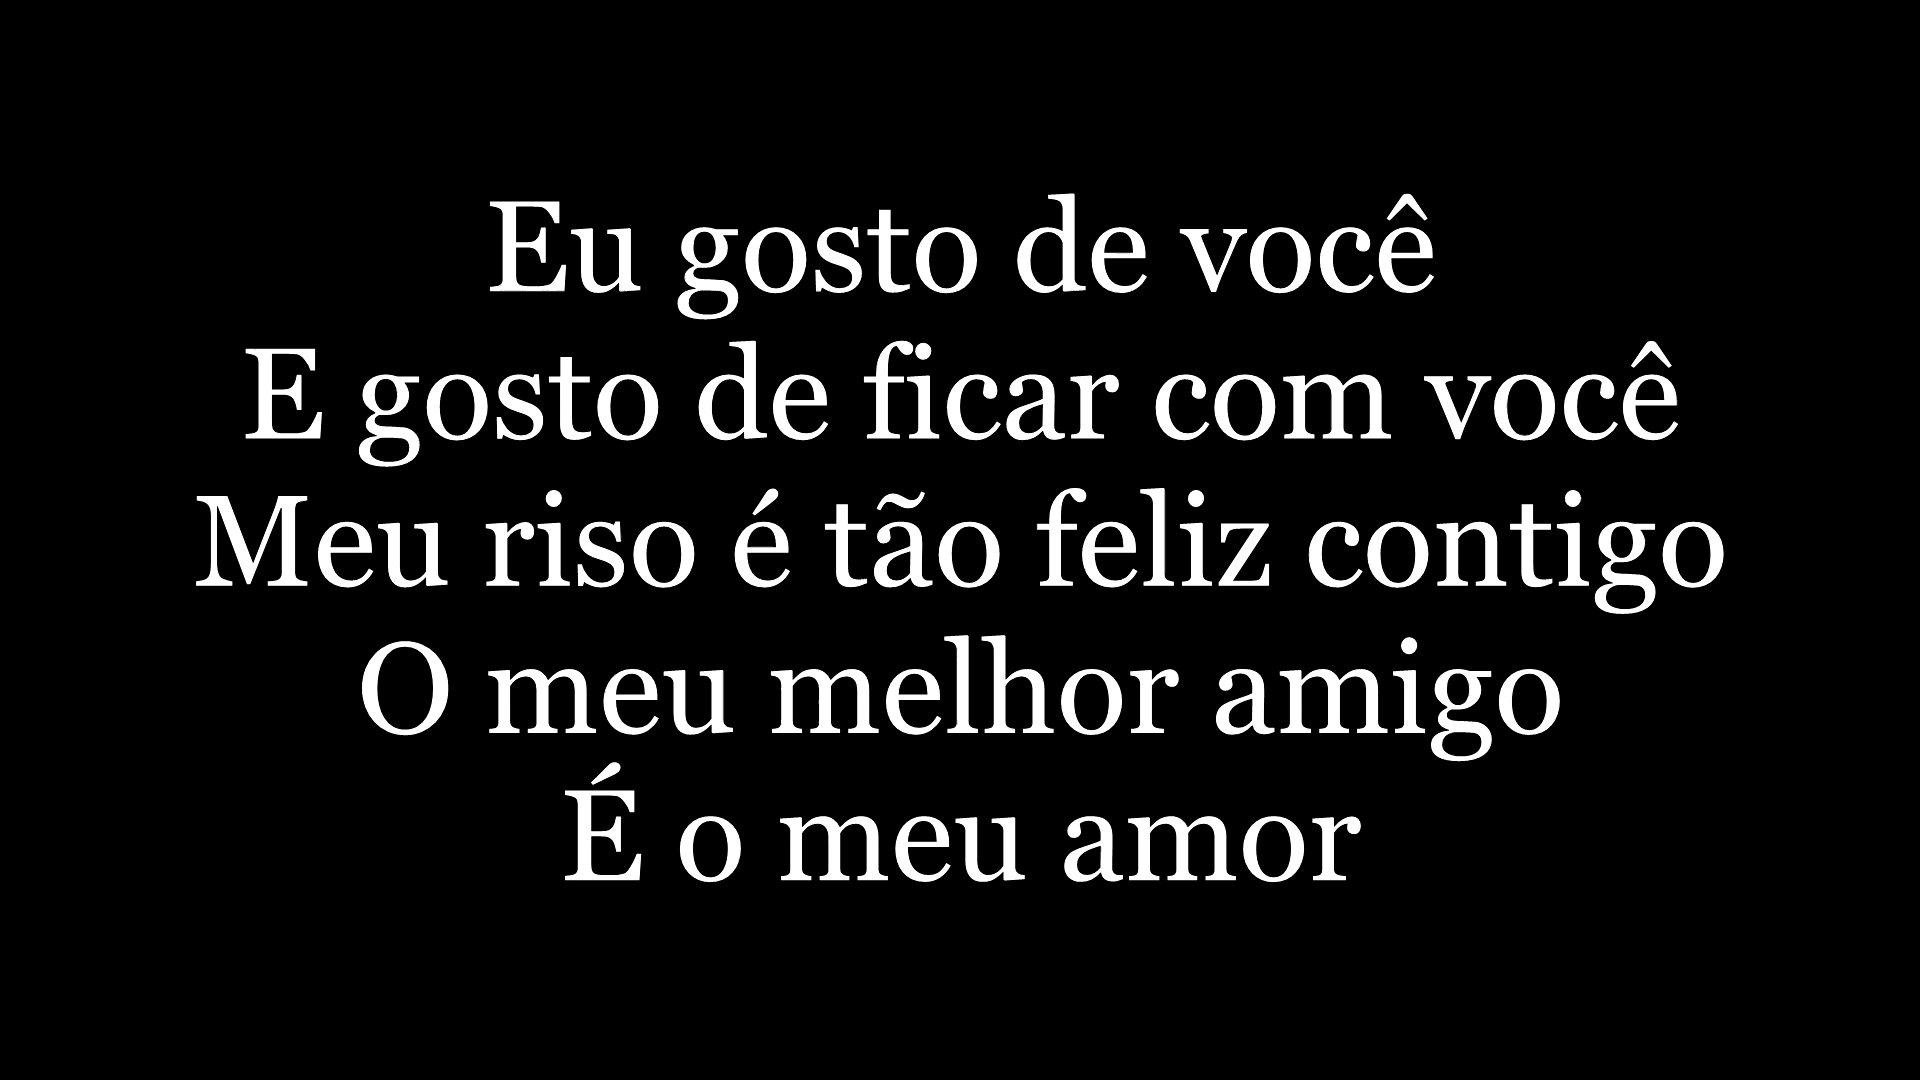 Eu gosto de você
E gosto de ficar com você
Meu riso é tão feliz contigo
O meu melhor amigo
É o meu amor